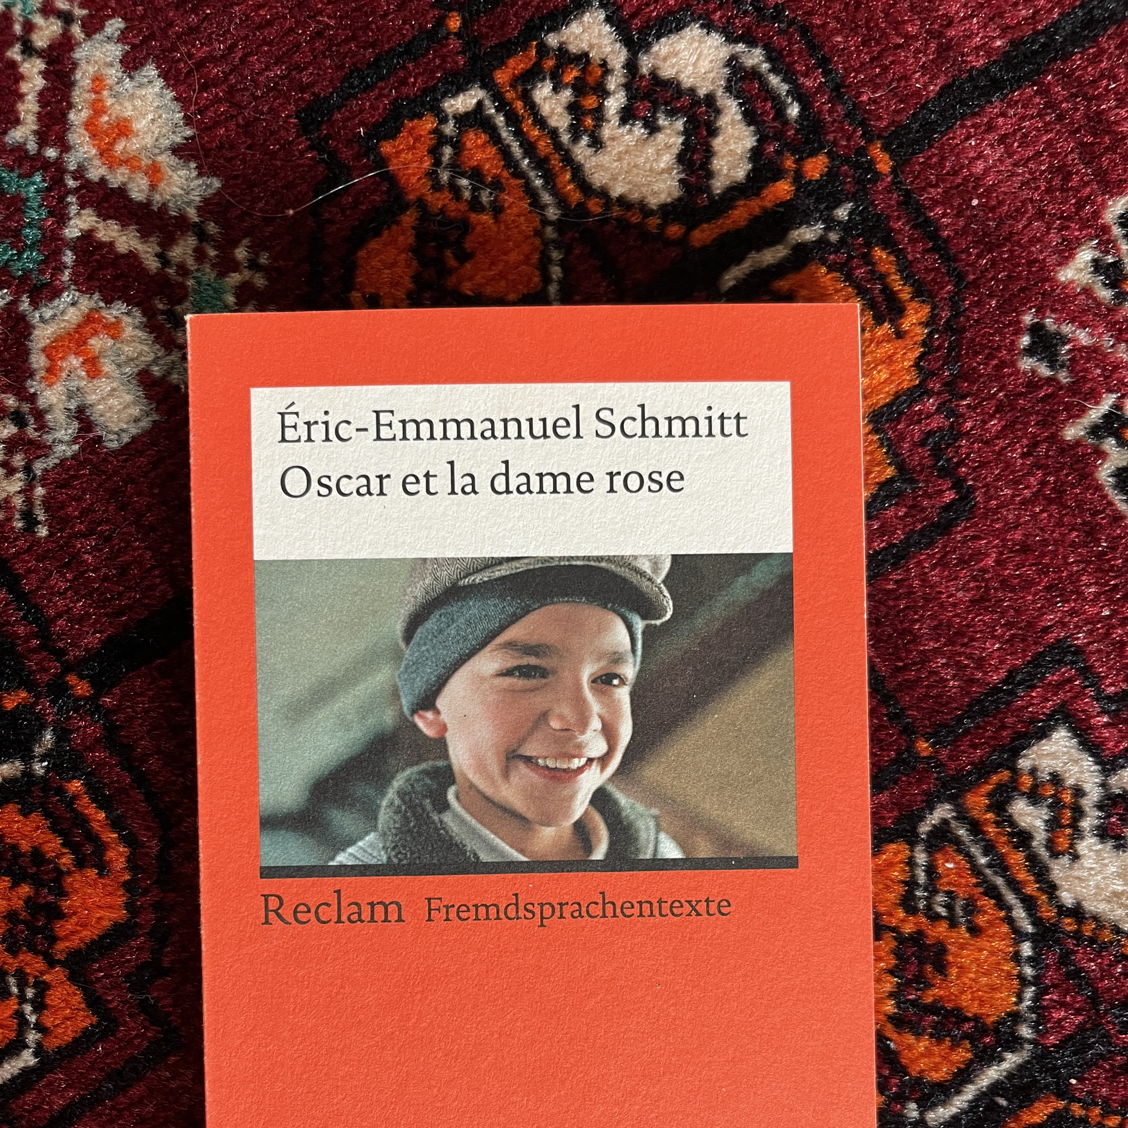 Éric-Emmanuel Schmitt
Oscar et la dame rose
Reclam Fremdsprachentexte